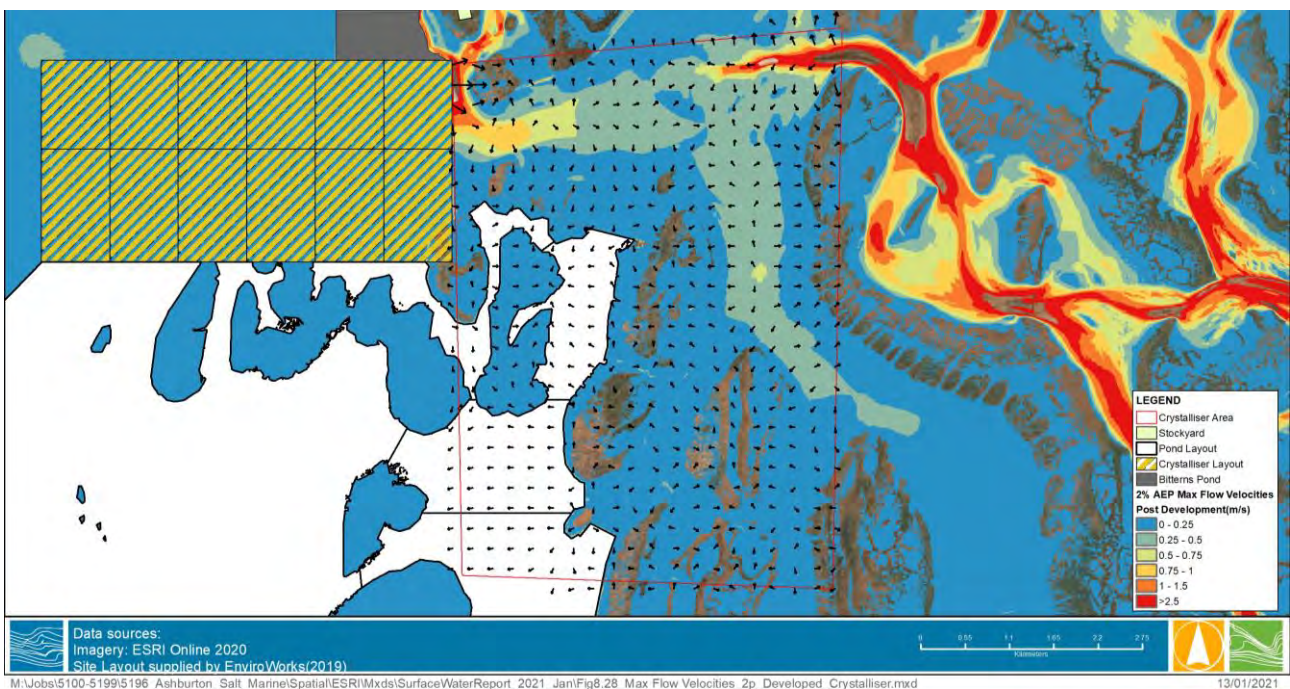 LEGEND
Crystalliser Area
Stockyard
Pond Layout
Crystalliser Layout
Bitterns Pond
2% AEP Max Flow Velocities
Post Development(m/s)
0 - 0.25
0.25 - 0.5
0.5 - 0.75
0.75 - 1
1 - 1.5
>2.5
Data sources:
Imagery: ESRI Online 2020
Site Layout supplied by EnviroWorks(2019)
0 0.55 1.1 1.65 2.2 2.75
Kilometers
M:\Jobs\5100-5199\5196_Ashburton_Salt_Marine\Spatial\ESRI\Mxds\SurfaceWaterReport_2021_Jan\Fig8.28_Max Flow Velocities_2p_Developed_Crystalliser.mxd
13/01/2021